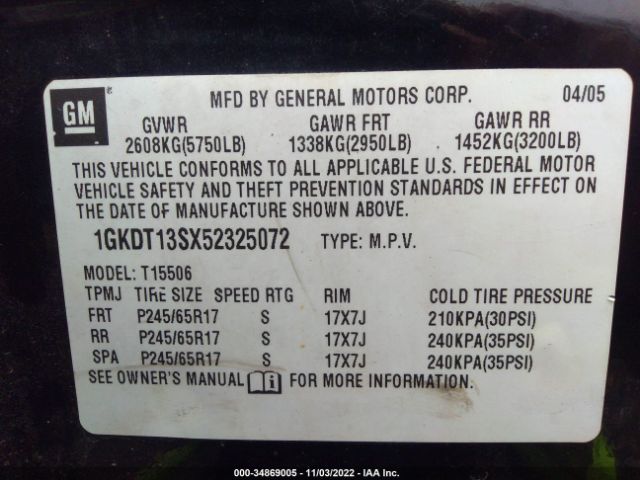 GM ® MFD BY GENERAL MOTORS CORP. 04/05
GVWR GAWR FRT GAWR RR
2608KG(5750LB) 1338KG(2950LB) 1452KG(3200LB)
THIS VEHICLE CONFORMS TO ALL APPLICABLE U.S. FEDERAL MOTOR
VEHICLE SAFETY AND THEFT PREVENTION STANDARDS IN EFFECT ON
THE DATE OF MANUFACTURE SHOWN ABOVE.
1GKDT13SX52325072 TYPE: M.P.V.
MODEL: T15506
TPMJ TIRE SIZE SPEED RTG RIM COLD TIRE PRESSURE
FRT P245/65R17 S 17X7J 210KPA(30PSI)
RR P245/65R17 S 17X7J 240KPA(35PSI)
SPA P245/65R17 S 17X7J 240KPA(35PSI)
SEE OWNER'S MANUAL i FOR MORE INFORMATION.
000-34869005 - 11/03/2022 - IAA Inc.